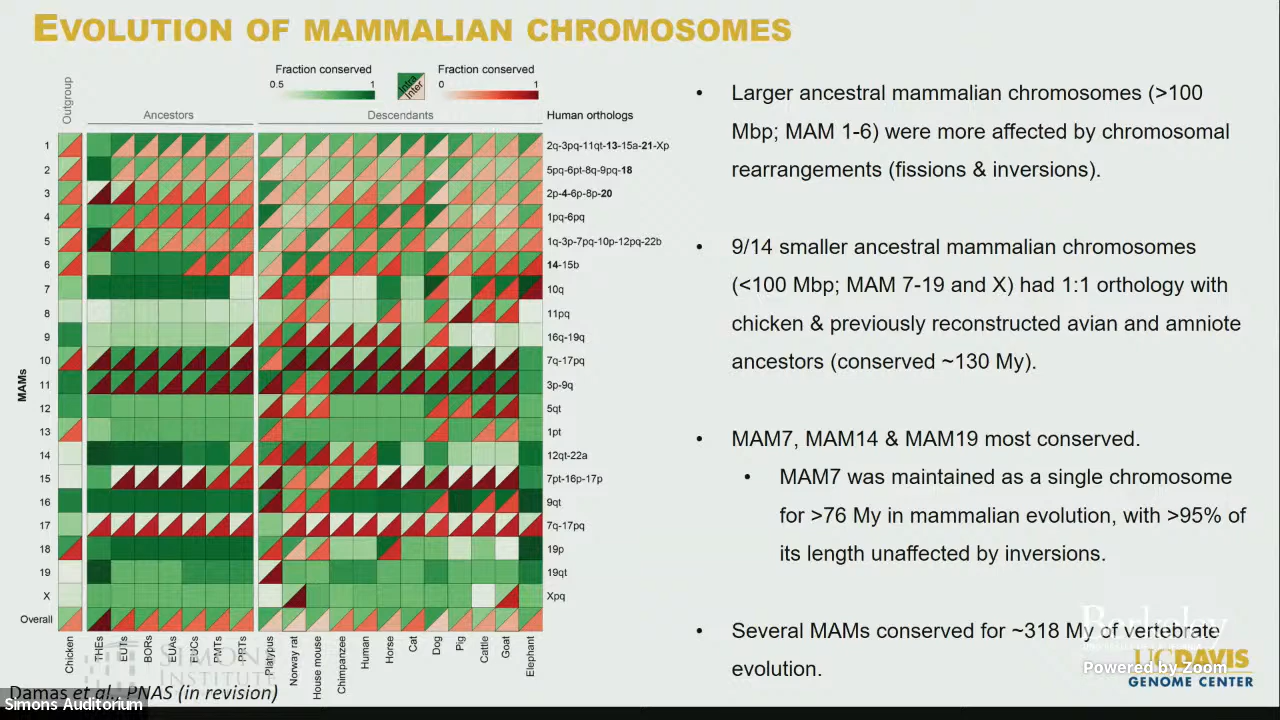 EVOLUTION OF MAMMALIAN CHROMOSOMES
Outgroup
Fraction conserved
0.5 1
Intra
Inter
Fraction conserved
0 1
Ancestors
Descendants
Human orthologs
MAMs
1 2q-3pq-11qt-13-15a-21-Xp
2 5pq-6pt-8q-9pq-18
3 2p-4-6p-8p-20
4 1pq-6pq
5 1q-3p-7pq-10p-12pq-22b
6 14-15b
7 10q
8 11pq
9 16q-19q
10 7q-17pq
11 3p-9q
12 5qt
13 1pt
14 12qt-22a
15 7pt-16p-17p
16 9qt
17 7q-17pq
18 19p
19 19qt
X Xpq
Overall
Chicken
THEs
EUTs
BORs
EUAs
Platypus
Norway rat
House mouse
Chimpanzee
Human
Horse
Cat
Dog
Pig
Cattle
Goat
Elephant
• Larger ancestral mammalian chromosomes (>100
Mbp; MAM 1-6) were more affected by chromosomal
rearrangements (fissions & inversions).
• 9/14 smaller ancestral mammalian chromosomes
(<100 Mbp; MAM 7-19 and X) had 1:1 orthology with
chicken & previously reconstructed avian and amniote
ancestors (conserved ~130 My).
• MAM7, MAM14 & MAM19 most conserved.
• MAM7 was maintained as a single chromosome
for >76 My in mammalian evolution, with >95% of
its length unaffected by inversions.
• Several MAMs conserved for ~318 My of vertebrate
evolution.
Damas et al., PNAS (in revision)
SIMONS
INSTITUTE
Simons Auditorium
Berkeley
UC DAVIS
GENOME CENTER
Powered by Zoom